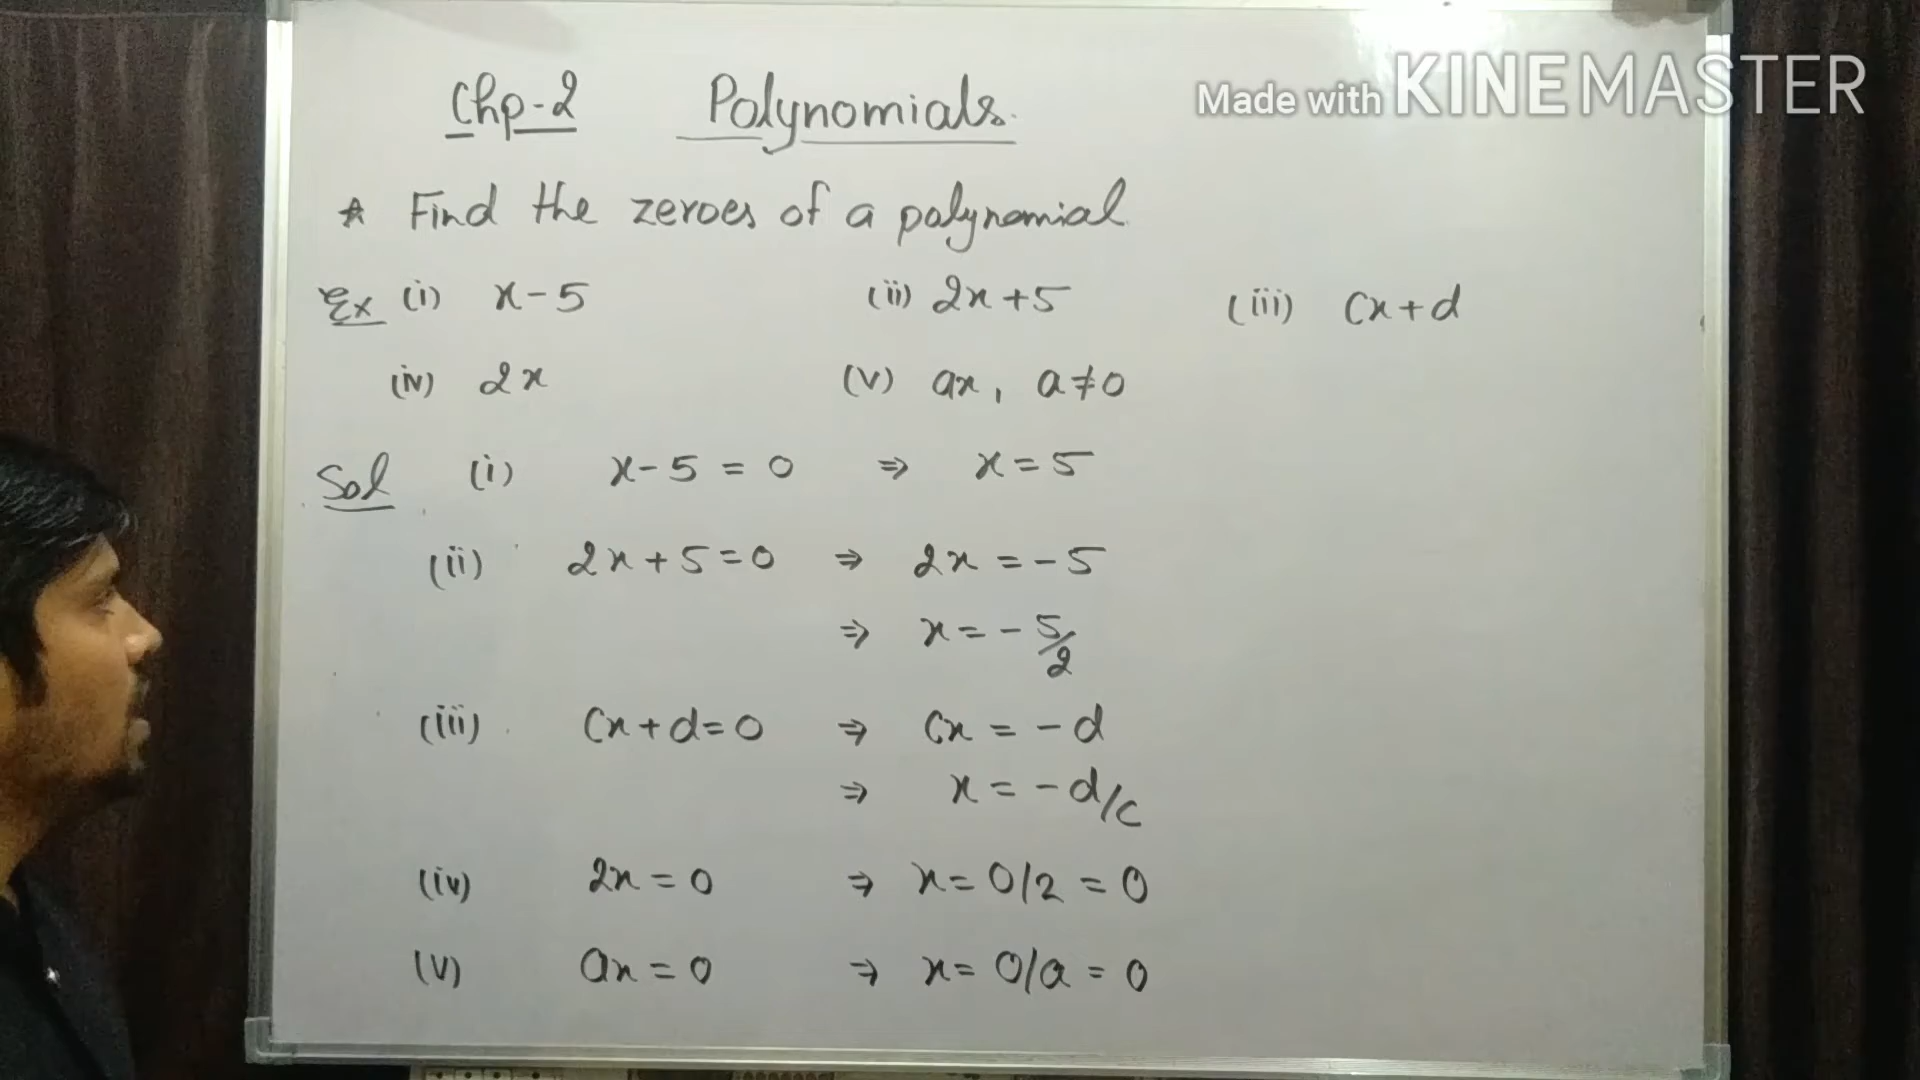 Chp-2 Polynomials.
Made with KINEMASTER
* Find the zeroes of a polynomial
Ex (i) x-5 (ii) 2x+5 (iii) Cx+d
(iv) 2x (v) ax, a≠0
Sol (i) x-5 = 0 ⇒ x = 5
(ii) 2x+5=0 ⇒ 2x = -5
⇒ x = - 5/2
(iii) Cx+d=0 ⇒ Cx = -d
⇒ x = -d/c
(iv) 2x = 0 ⇒ x = 0/2 = 0
(v) ax = 0 ⇒ x = 0/a = 0